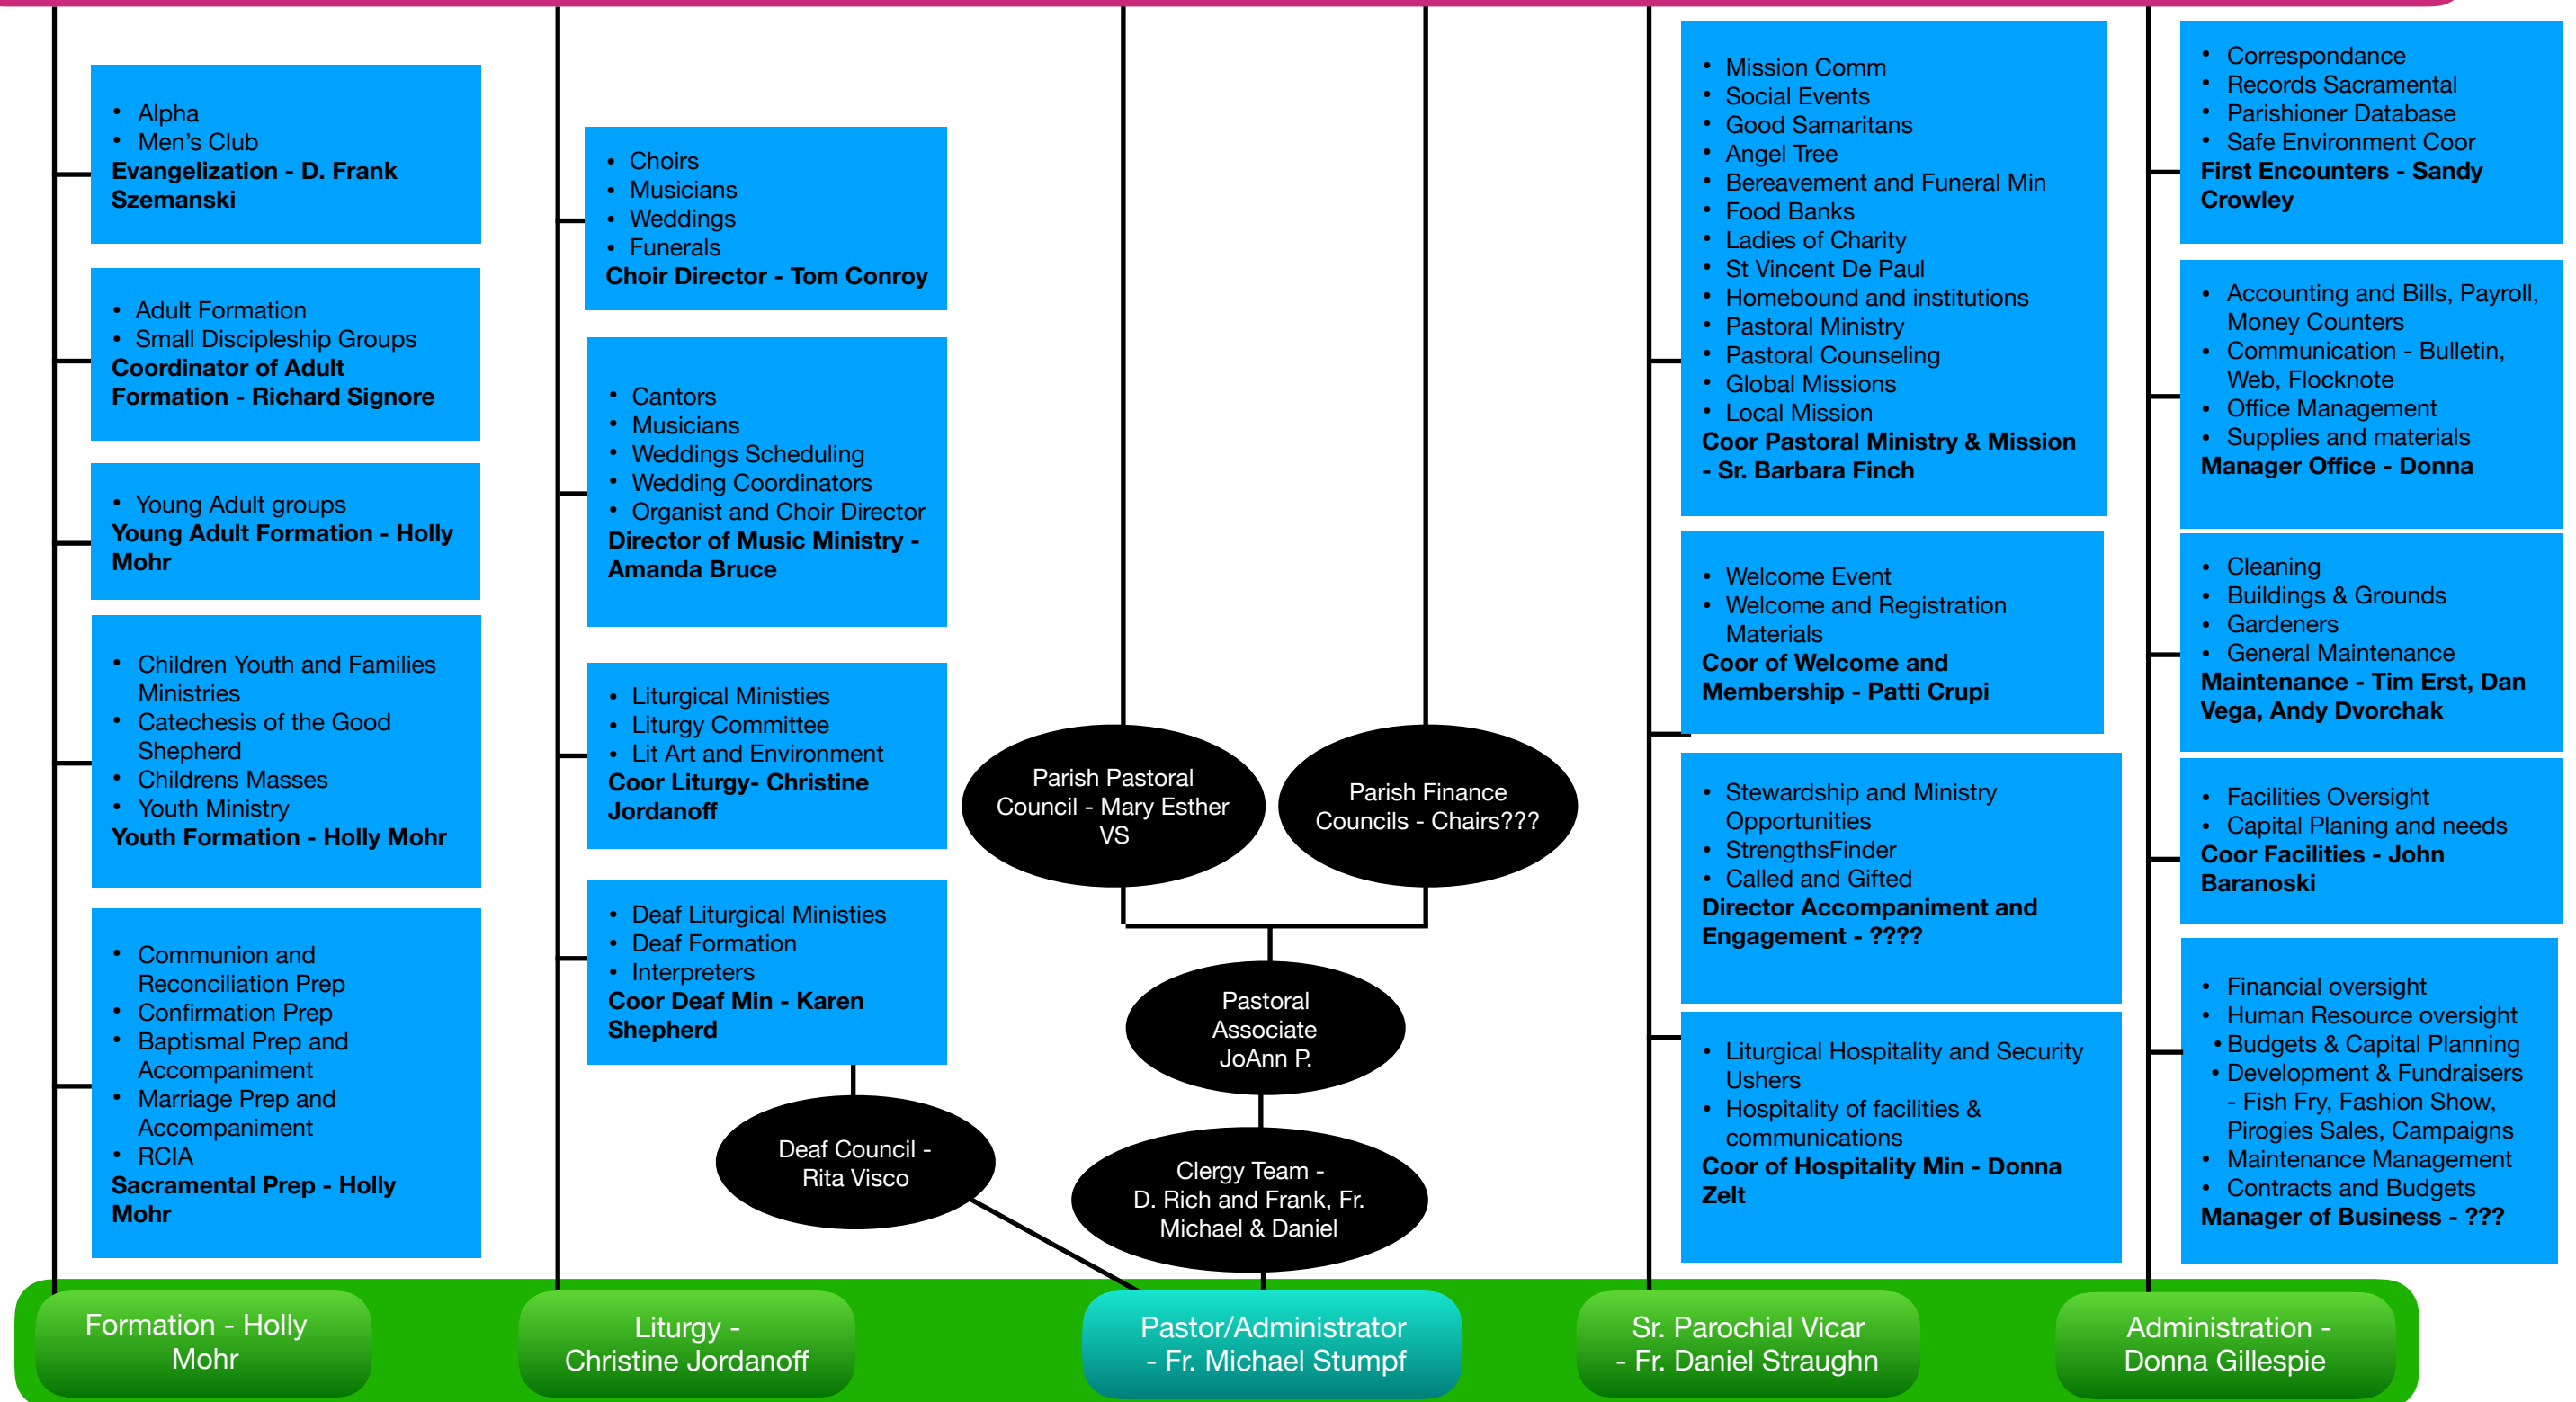 • Alpha
• Men's Club
Evangelization - D. Frank
Szemanski
• Adult Formation
• Small Discipleship Groups
Coordinator of Adult
Formation - Richard Signore
• Young Adult groups
Young Adult Formation - Holly
Mohr
• Children Youth and Families
Ministries
• Catechesis of the Good
Shepherd
• Childrens Masses
• Youth Ministry
Youth Formation - Holly Mohr
• Communion and
Reconciliation Prep
• Confirmation Prep
• Baptismal Prep and
Accompaniment
• Marriage Prep and
Accompaniment
• RCIA
Sacramental Prep - Holly
Mohr
Formation - Holly
Mohr
• Choirs
• Musicians
• Weddings
• Funerals
Choir Director - Tom Conroy
• Cantors
• Musicians
• Weddings Scheduling
• Wedding Coordinators
• Organist and Choir Director
Director of Music Ministry -
Amanda Bruce
• Liturgical Ministies
• Liturgy Committee
• Lit Art and Environment
Coor Liturgy- Christine
Jordanoff
• Deaf Liturgical Ministies
• Deaf Formation
• Interpreters
Coor Deaf Min - Karen
Shepherd
Deaf Council -
Rita Visco
Liturgy -
Christine Jordanoff
Parish Pastoral
Council - Mary Esther
VS
Parish Finance
Councils - Chairs???
Pastoral
Associate
JoAnn P.
Clergy Team -
D. Rich and Frank, Fr.
Michael & Daniel
Pastor/Administrator
- Fr. Michael Stumpf
• Mission Comm
• Social Events
• Good Samaritans
• Angel Tree
• Bereavement and Funeral Min
• Food Banks
• Ladies of Charity
• St Vincent De Paul
• Homebound and institutions
• Pastoral Ministry
• Pastoral Counseling
• Global Missions
• Local Mission
Coor Pastoral Ministry & Mission
- Sr. Barbara Finch
• Welcome Event
• Welcome and Registration
Materials
Coor of Welcome and
Membership - Patti Crupi
• Stewardship and Ministry
Opportunities
• StrengthsFinder
• Called and Gifted
Director Accompaniment and
Engagement - ????
• Liturgical Hospitality and Security
Ushers
• Hospitality of facilities &
communications
Coor of Hospitality Min - Donna
Zelt
Sr. Parochial Vicar
- Fr. Daniel Straughn
• Correspondance
• Records Sacramental
• Parishioner Database
• Safe Environment Coor
First Encounters - Sandy
Crowley
• Accounting and Bills, Payroll,
Money Counters
• Communication - Bulletin,
Web, Flocknote
• Office Management
• Supplies and materials
Manager Office - Donna
• Cleaning
• Buildings & Grounds
• Gardeners
• General Maintenance
Maintenance - Tim Erst, Dan
Vega, Andy Dvorchak
• Facilities Oversight
• Capital Planing and needs
Coor Facilities - John
Baranoski
• Financial oversight
• Human Resource oversight
• Budgets & Capital Planning
• Development & Fundraisers
- Fish Fry, Fashion Show,
Pirogies Sales, Campaigns
• Maintenance Management
• Contracts and Budgets
Manager of Business - ???
Administration -
Donna Gillespie